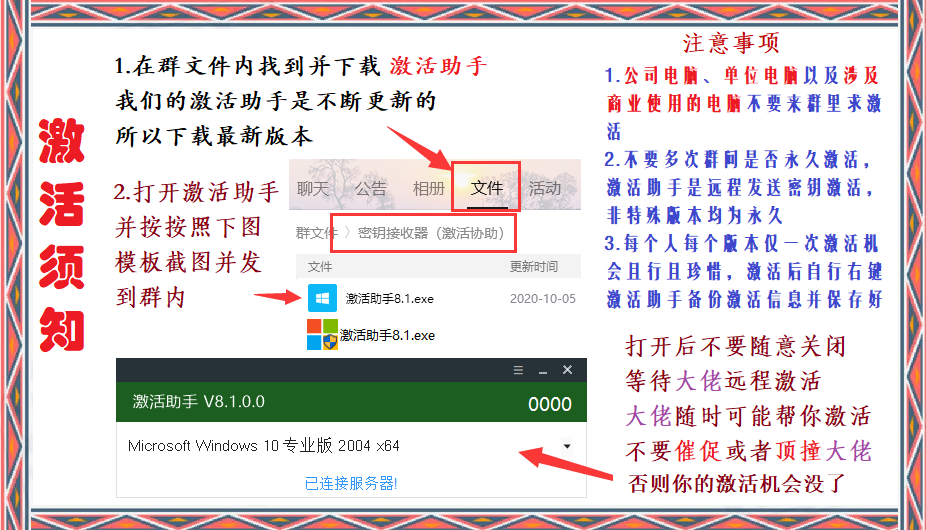 激活须知
1.在群文件内找到并下载 激活助手
我们的激活助手是不断更新的
所以下载最新版本
2.打开激活助手
并按按照下图
模板截图并发
到群内
聊天 公告 相册 文件 活动
群文件 〉密钥接收器（激活协助）
文件 更新时间
激活助手8.1.exe 2020-10-05
激活助手8.1.exe
激活助手 V8.1.0.0 0000
Microsoft Windows 10 专业版 2004 x64
已连接服务器!
注意事项
1.公司电脑、单位电脑以及涉及
商业使用的电脑不要来群里求激
活
2.不要多次群问是否永久激活，
激活助手是远程发送密钥激活，
非特殊版本均为永久
3.每个人每个版本仅一次激活机
会且行且珍惜，激活后自行右键
激活助手备份激活信息并保存好
打开后不要随意关闭
等待大佬远程激活
大佬随时可能帮你激活
不要催促或者顶撞大佬
否则你的激活机会没了